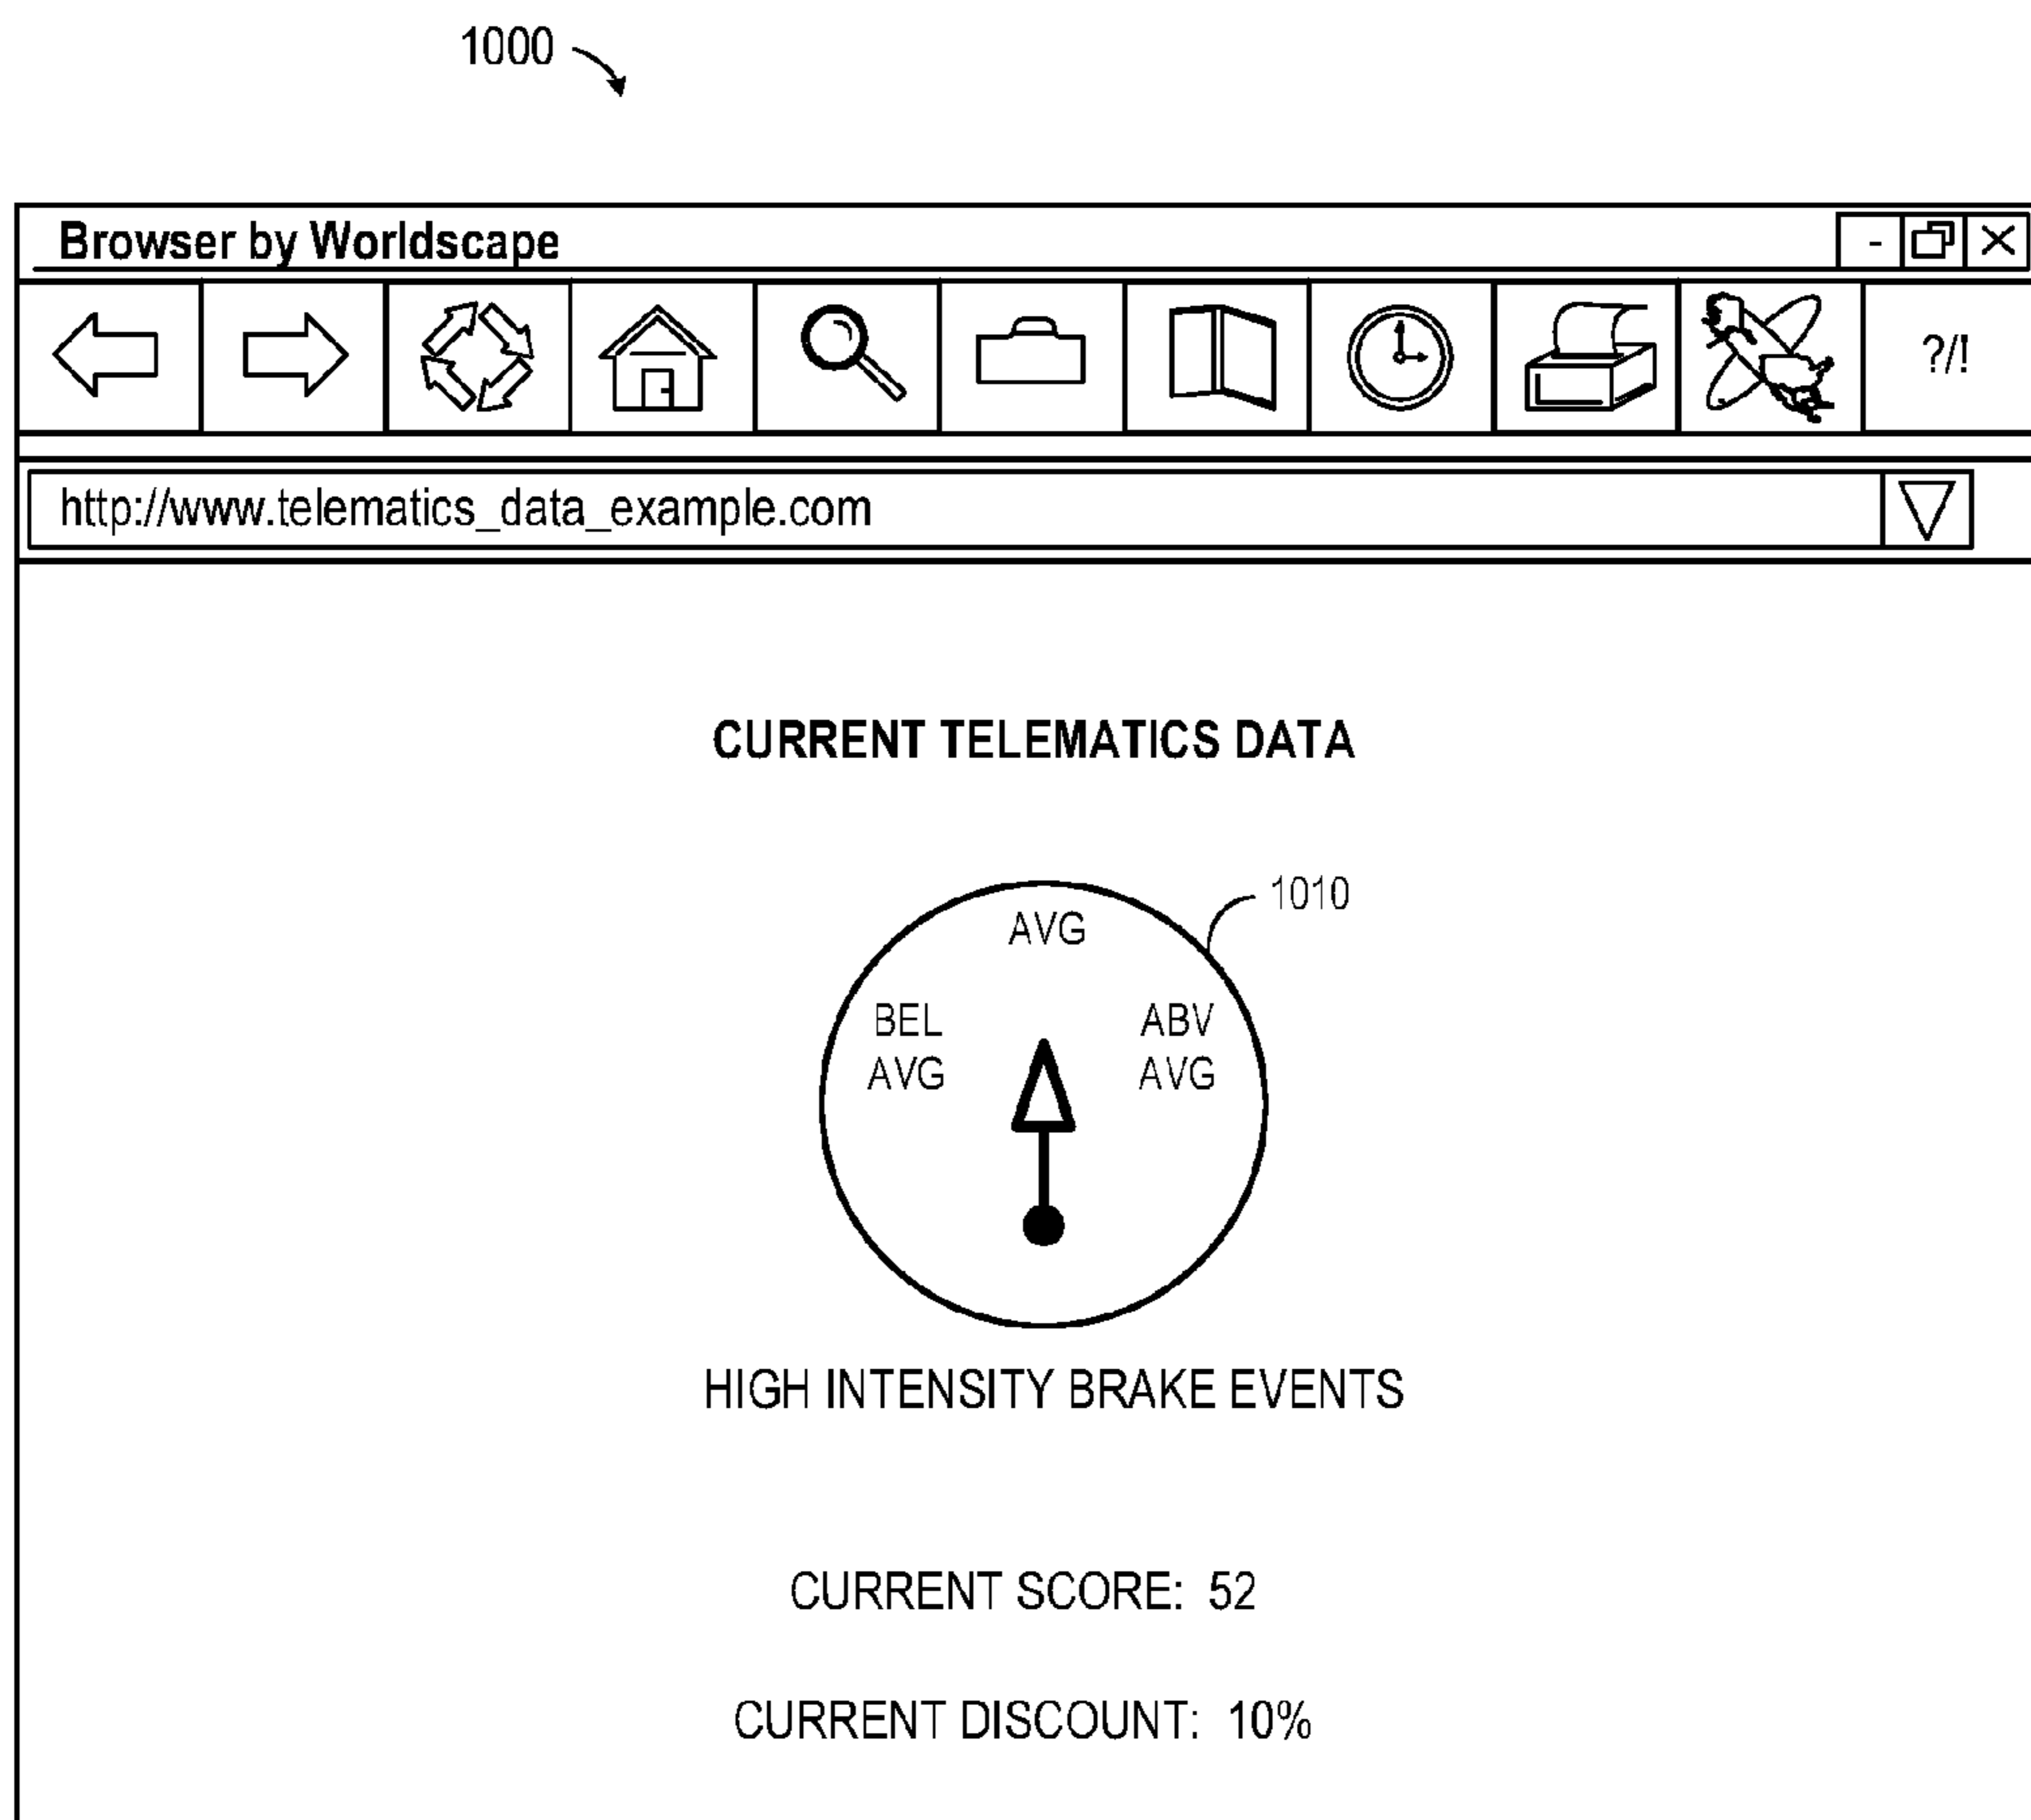 1000
Browser by Worldscape
?/!
http://www.telematics_data_example.com
CURRENT TELEMATICS DATA
1010
AVG
BEL
AVG
ABV
AVG
HIGH INTENSITY BRAKE EVENTS
CURRENT SCORE: 52
CURRENT DISCOUNT: 10%